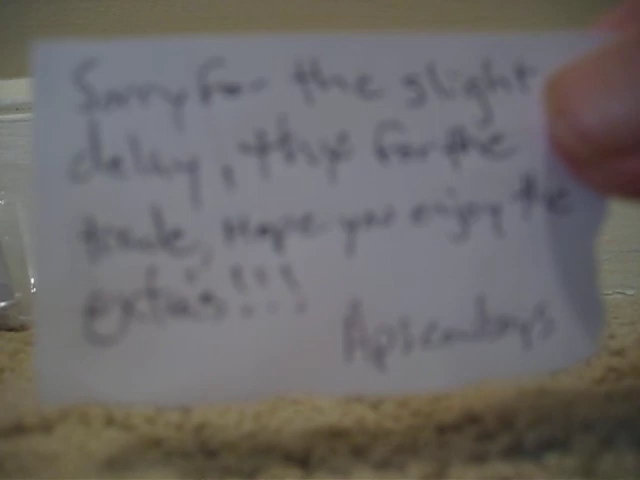 Sorry for the slight
delay, thx for the
trade, Hope you enjoy the
extras!!!